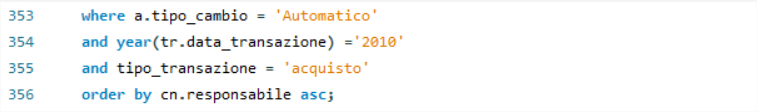 353 where a.tipo_cambio = 'Automatico'
354 and year(tr.data_transazione) ='2010'
355 and tipo_transazione = 'acquisto'
356 order by cn.responsabile asc;